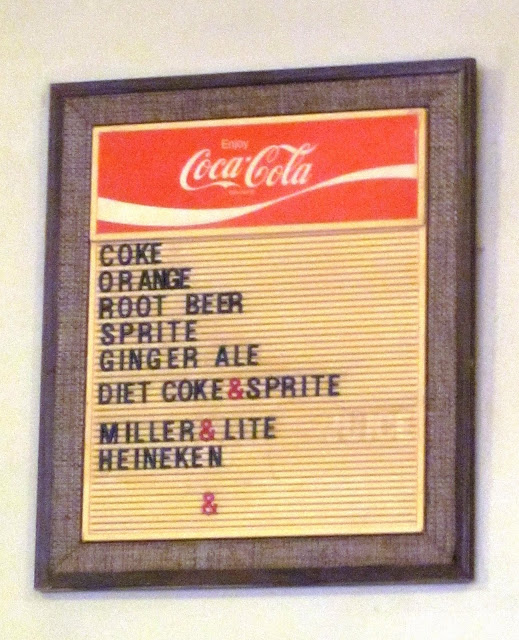 Enjoy
Coca-Cola
COKE
ORANGE
ROOT BEER
SPRITE
GINGER ALE
DIET COKE&SPRITE
MILLER&LITE
HEINEKEN
&